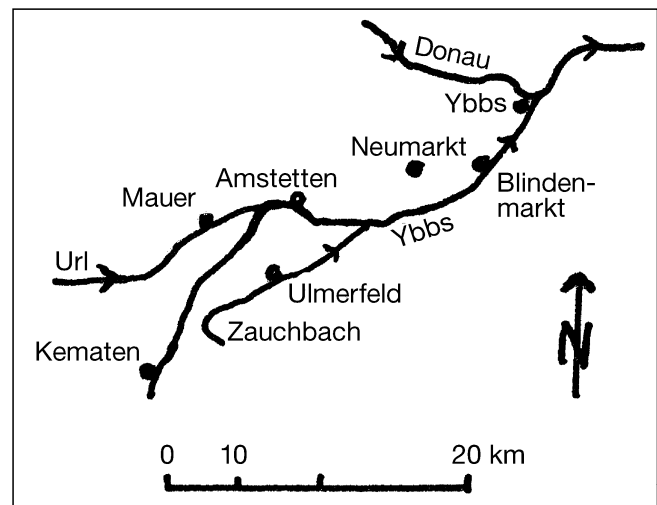 Donau
Ybbs
Neumarkt
Amstetten
Blinden-
markt
Mauer
Ybbs
Url
Ulmerfeld
Zauchbach
Kematen
N
0 10 20 km